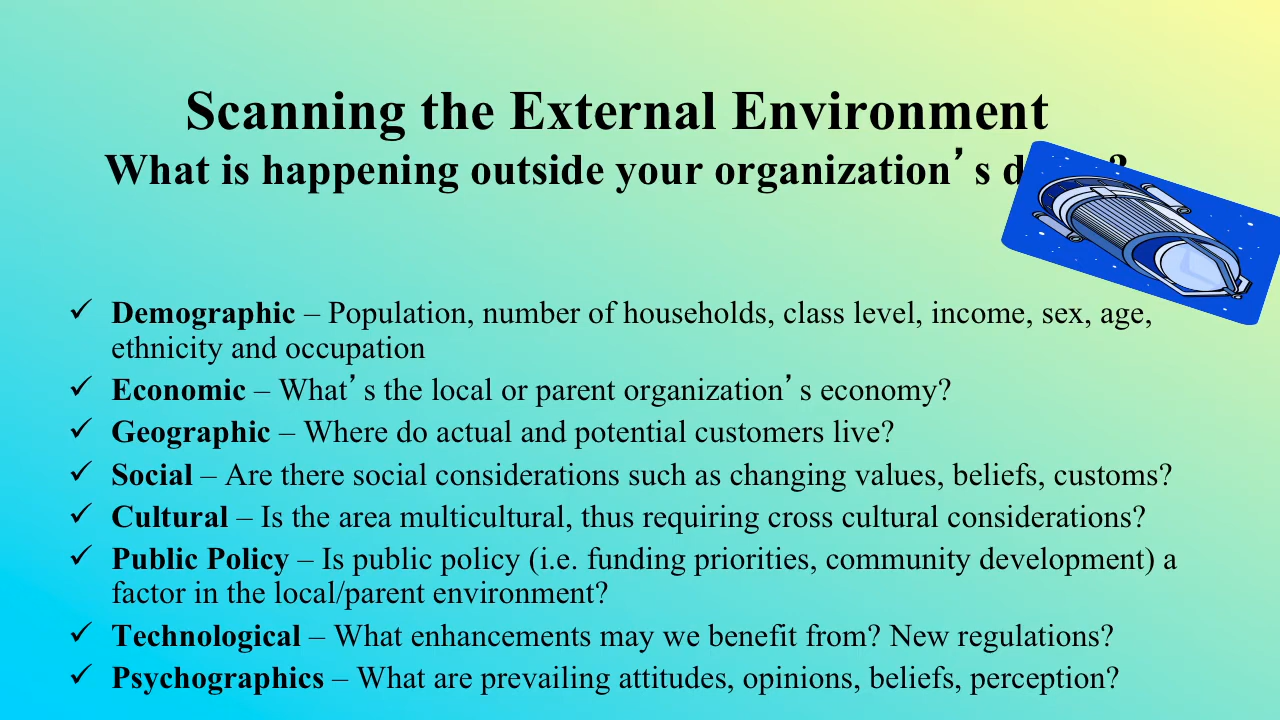 Scanning the External Environment
What is happening outside your organization’s ?
✓ Demographic – Population, number of households, class level, income, sex, age,
ethnicity and occupation
✓ Economic – What’s the local or parent organization’s economy?
✓ Geographic – Where do actual and potential customers live?
✓ Social – Are there social considerations such as changing values, beliefs, customs?
✓ Cultural – Is the area multicultural, thus requiring cross cultural considerations?
✓ Public Policy – Is public policy (i.e. funding priorities, community development) a
factor in the local/parent environment?
✓ Technological – What enhancements may we benefit from? New regulations?
✓ Psychographics – What are prevailing attitudes, opinions, beliefs, perception?